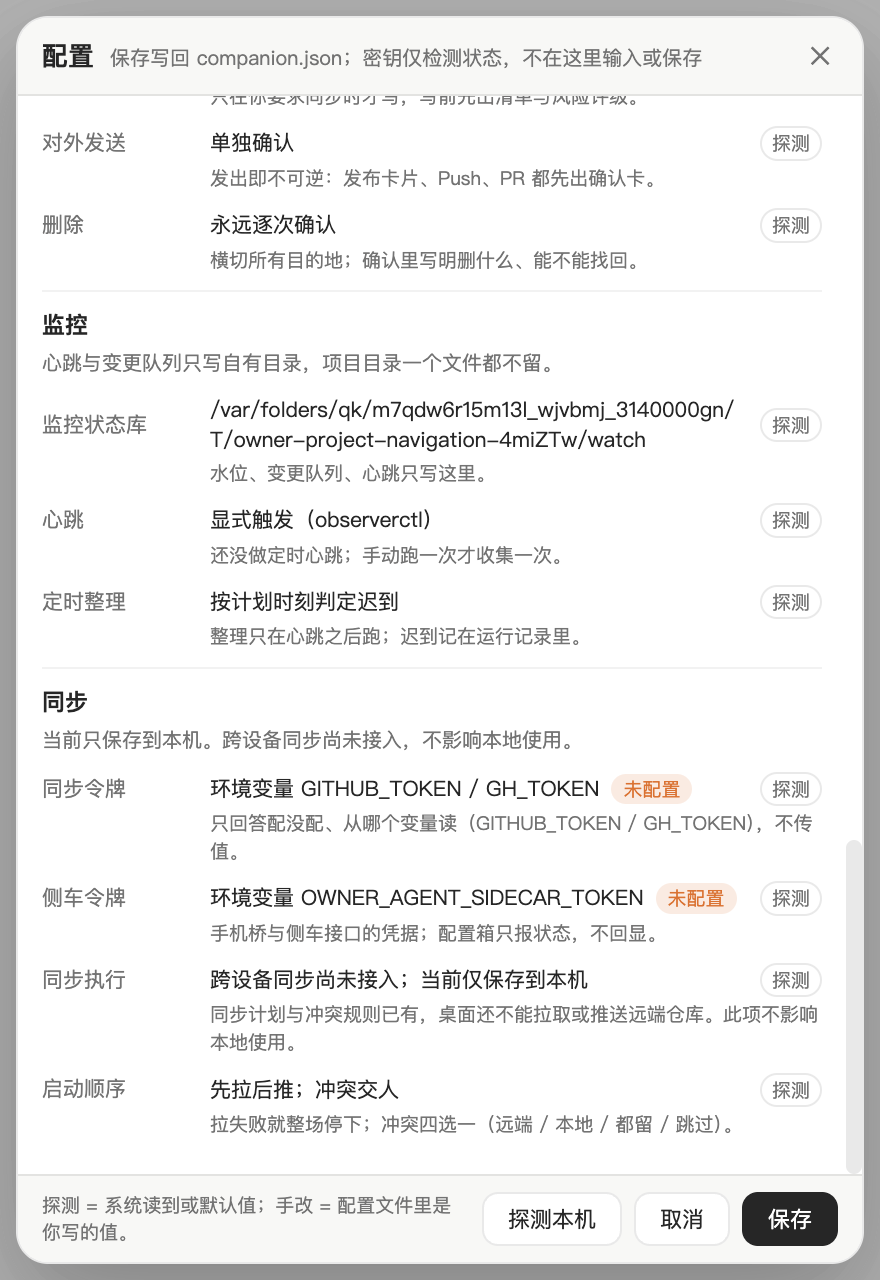 配置 保存写回 companion.json；密钥仅检测状态，不在这里输入或保存
只在你要求同步时才写，写前先出清单与风险评级。
对外发送 单独确认 探测
发出即不可逆：发布卡片、Push、PR 都先出确认卡。
删除 永远逐次确认 探测
横切所有目的地；确认里写明删什么、能不能找回。
监控
心跳与变更队列只写自有目录，项目目录一个文件都不留。
监控状态库 /var/folders/qk/m7qdw6r15m13l_wjvbmj_3140000gn/ 探测
T/owner-project-navigation-4miZTw/watch
水位、变更队列、心跳只写这里。
心跳 显式触发（observerctl） 探测
还没做定时心跳；手动跑一次才收集一次。
定时整理 按计划时刻判定迟到 探测
整理只在心跳之后跑；迟到记在运行记录里。
同步
当前只保存到本机。跨设备同步尚未接入，不影响本地使用。
同步令牌 环境变量 GITHUB_TOKEN / GH_TOKEN 未配置 探测
只回答配没配、从哪个变量读（GITHUB_TOKEN / GH_TOKEN），不传
值。
侧车令牌 环境变量 OWNER_AGENT_SIDECAR_TOKEN 未配置 探测
手机桥与侧车接口的凭据；配置箱只报状态，不回显。
同步执行 跨设备同步尚未接入；当前仅保存到本机 探测
同步计划与冲突规则已有，桌面还不能拉取或推送远端仓库。此项不影响
本地使用。
启动顺序 先拉后推；冲突交人 探测
拉失败就整场停下；冲突四选一（远端 / 本地 / 都留 / 跳过）。
探测 = 系统读到或默认值；手改 = 配置文件里是
你写的值。
探测本机 取消 保存